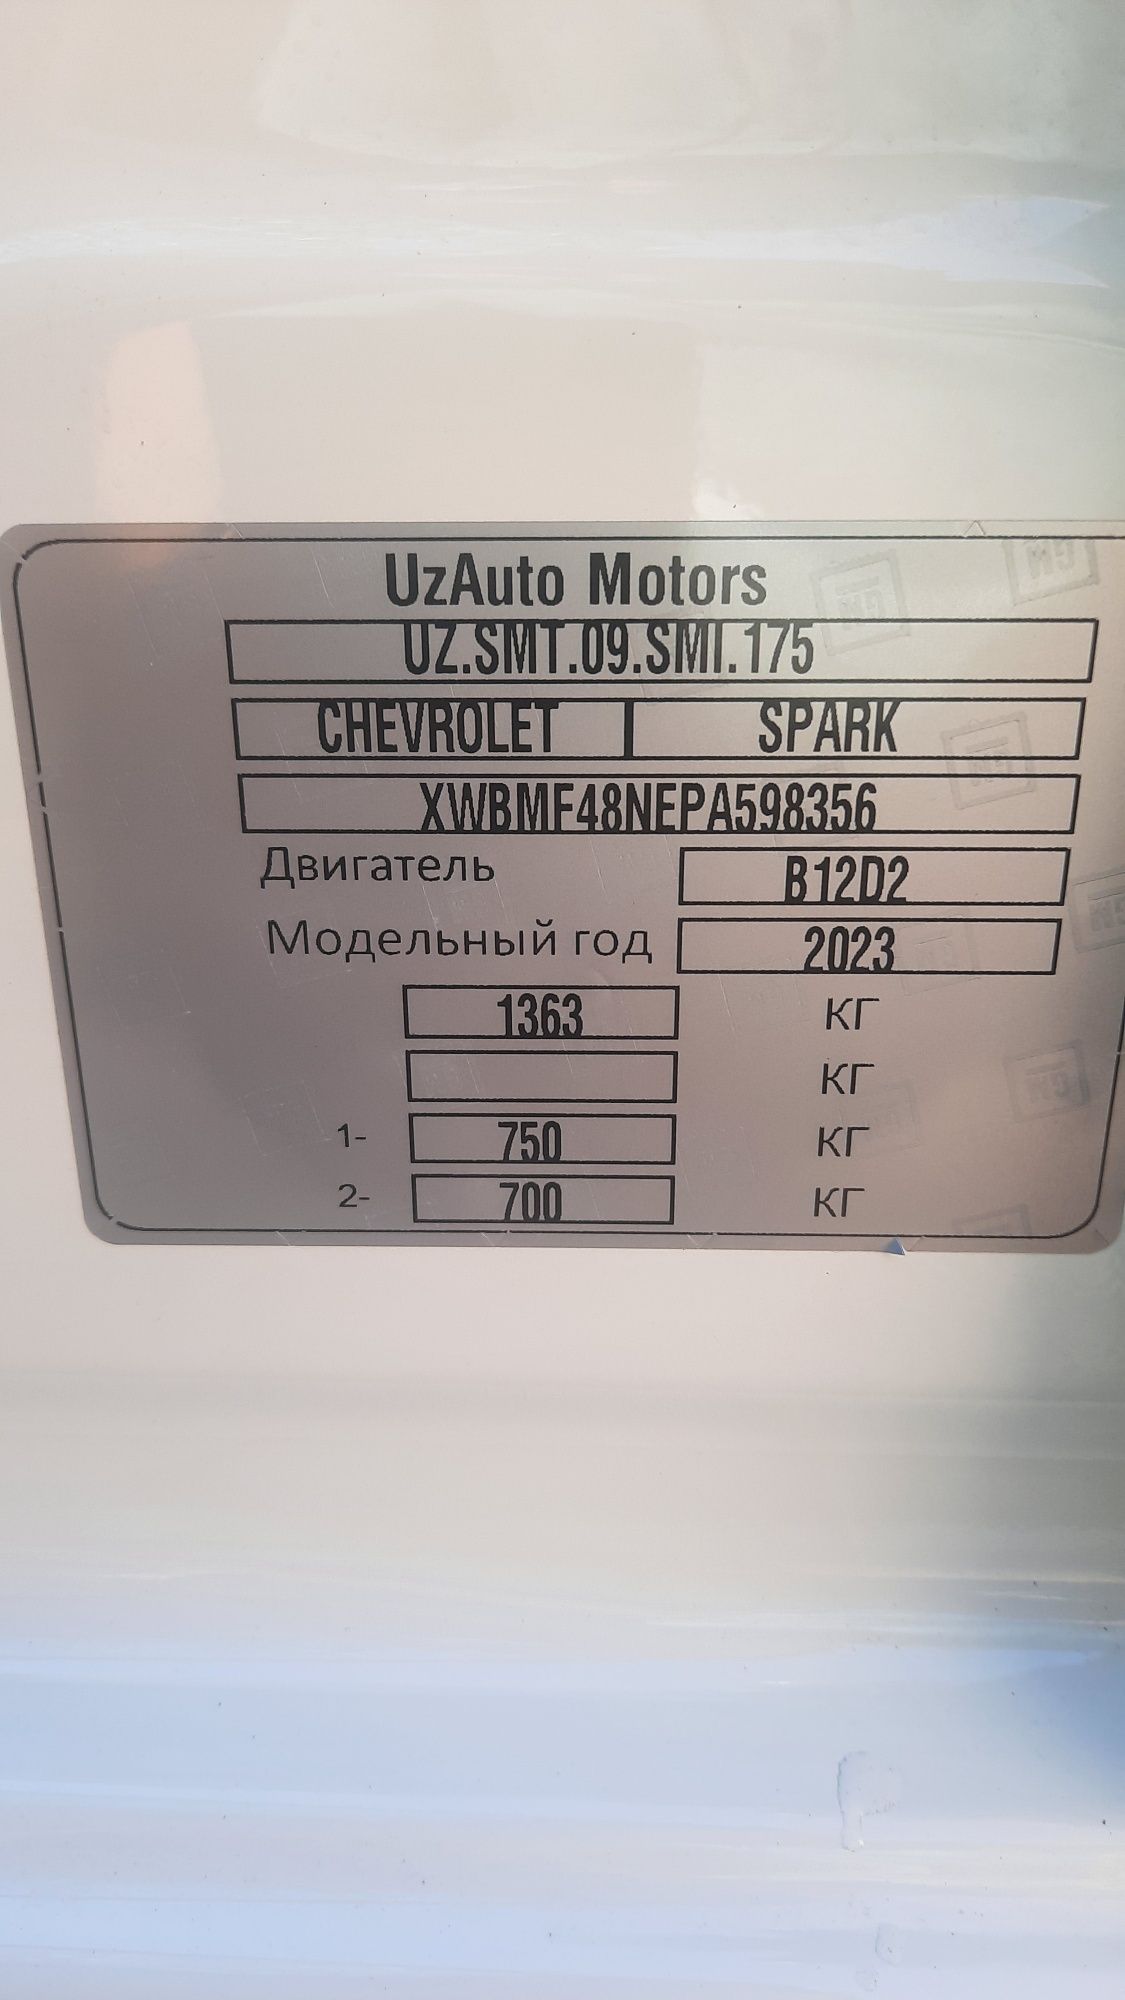 UzAuto Motors
UZ.SMT.09.SMI.175
CHEVROLET SPARK
XWBMF48NEPA598356
Двигатель B12D2
Модельный год 2023
1363 КГ
КГ
1- 750 КГ
2- 700 КГ